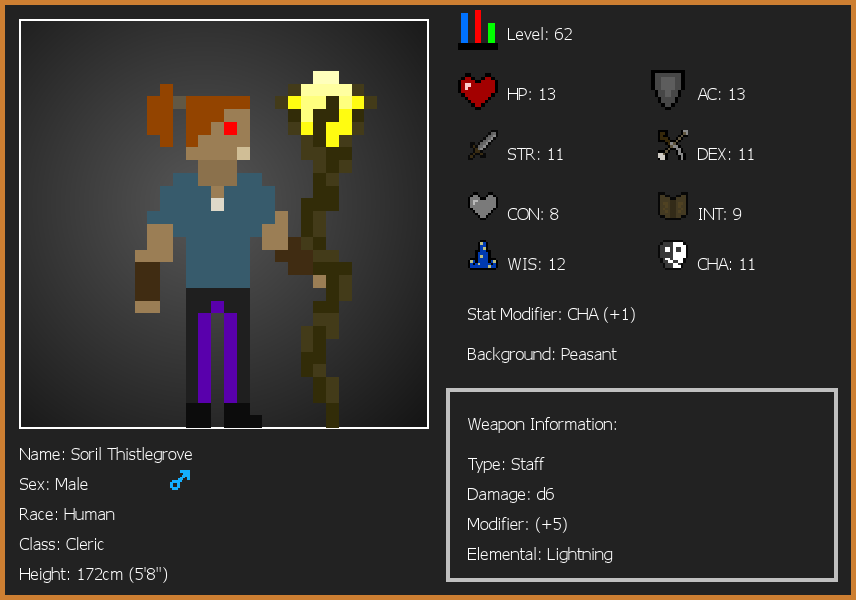 Level: 62
HP: 13
AC: 13
STR: 11
DEX: 11
CON: 8
INT: 9
WIS: 12
CHA: 11
Stat Modifier: CHA (+1)
Background: Peasant
Weapon Information:
Type: Staff
Damage: d6
Modifier: (+5)
Elemental: Lightning
Name: Soril Thistlegrove
Sex: Male
Race: Human
Class: Cleric
Height: 172cm (5'8")